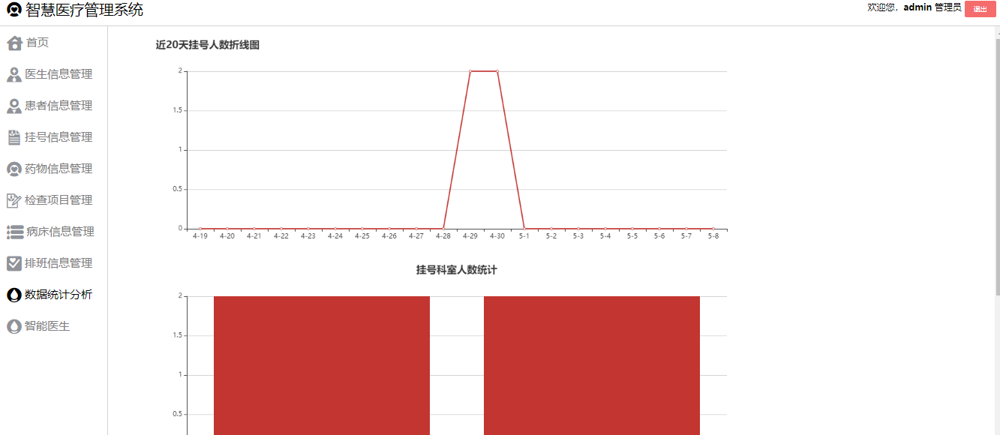 智慧医疗管理系统
欢迎您，admin 管理员 退出
首页
医生信息管理
患者信息管理
挂号信息管理
药物信息管理
检查项目管理
病床信息管理
排班信息管理
数据统计分析
智能医生
近20天挂号人数折线图
2
1.5
1
0.5
0
4-19 4-20 4-21 4-22 4-23 4-24 4-25 4-26 4-27 4-28 4-29 4-30 5-1 5-2 5-3 5-4 5-5 5-6 5-7 5-8
挂号科室人数统计
2
1.5
1
0.5